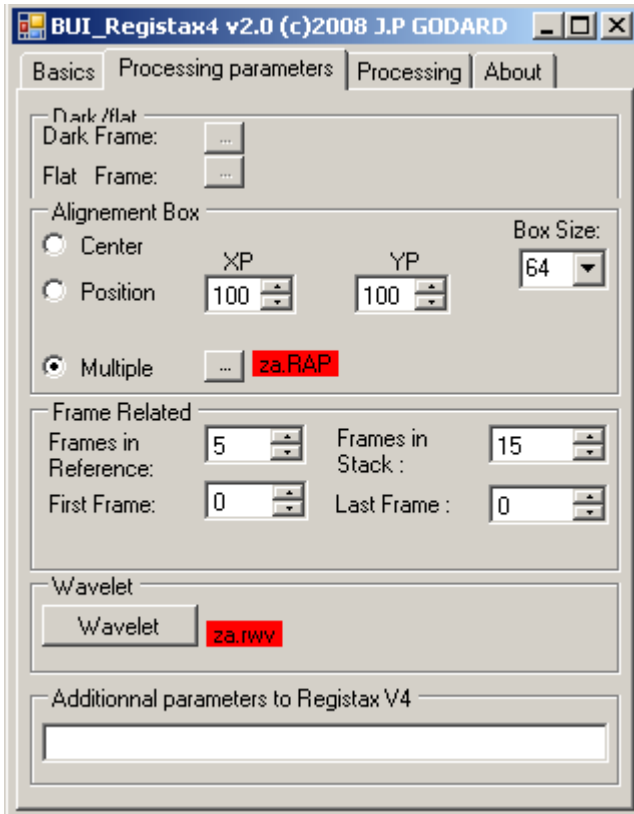 BUI_Registax4 v2.0 (c)2008 J.P GODARD
Basics Processing parameters Processing About
Dark /flat
Dark Frame: ...
Flat Frame: ...
Alignement Box
Center
Box Size:
XP YP
64
Position 100 100
Multiple ... za.RAP
Frame Related
Frames in Reference: 5 Frames in Stack : 15
First Frame: 0 Last Frame : 0
Wavelet
Wavelet za.rwv
Additionnal parameters to Registax V4